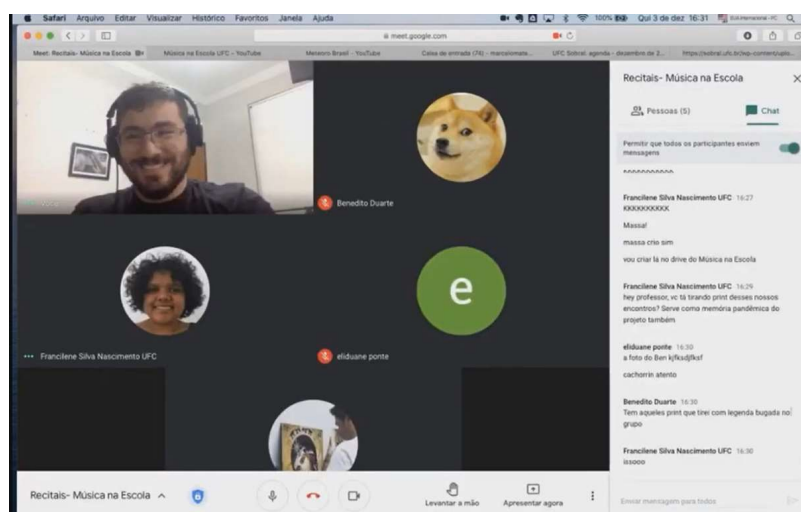 Safari Arquivo Editar Visualizar Histórico Favoritos Janela Ajuda
100% Qui 3 de dez 16:31
meet.google.com
Meet: Recitais- Música na Escola
Música na Escola UFC - YouTube
Meteoro Brasil - YouTube
UFC Sobral: agenda - dezembro de 2...
Recitais- Música na Escola
Pessoas (5)
Chat
Permitir que todos os participantes enviem
mensagens
Francilene Silva Nascimento UFC 16:27
KKKKKKKKKK
Massa!
massa crio sim
vou criar lá no drive do Música na Escola
Francilene Silva Nascimento UFC 16:29
hey professor, vc tá tirando print desses nossos
encontros? Serve como memória pandêmica do
projeto também
eliduane ponte 16:30
a foto do Ben kjfksdjfksf
cachorrin atento
Benedito Duarte 16:30
Tem aqueles print que tirei com legenda bugada no
grupo
Francilene Silva Nascimento UFC 16:30
issooo
Enviar mensagem para todos
Benedito Duarte
e
Francilene Silva Nascimento UFC
eliduane ponte
Recitais- Música na Escola
Levantar a mão
Apresentar agora